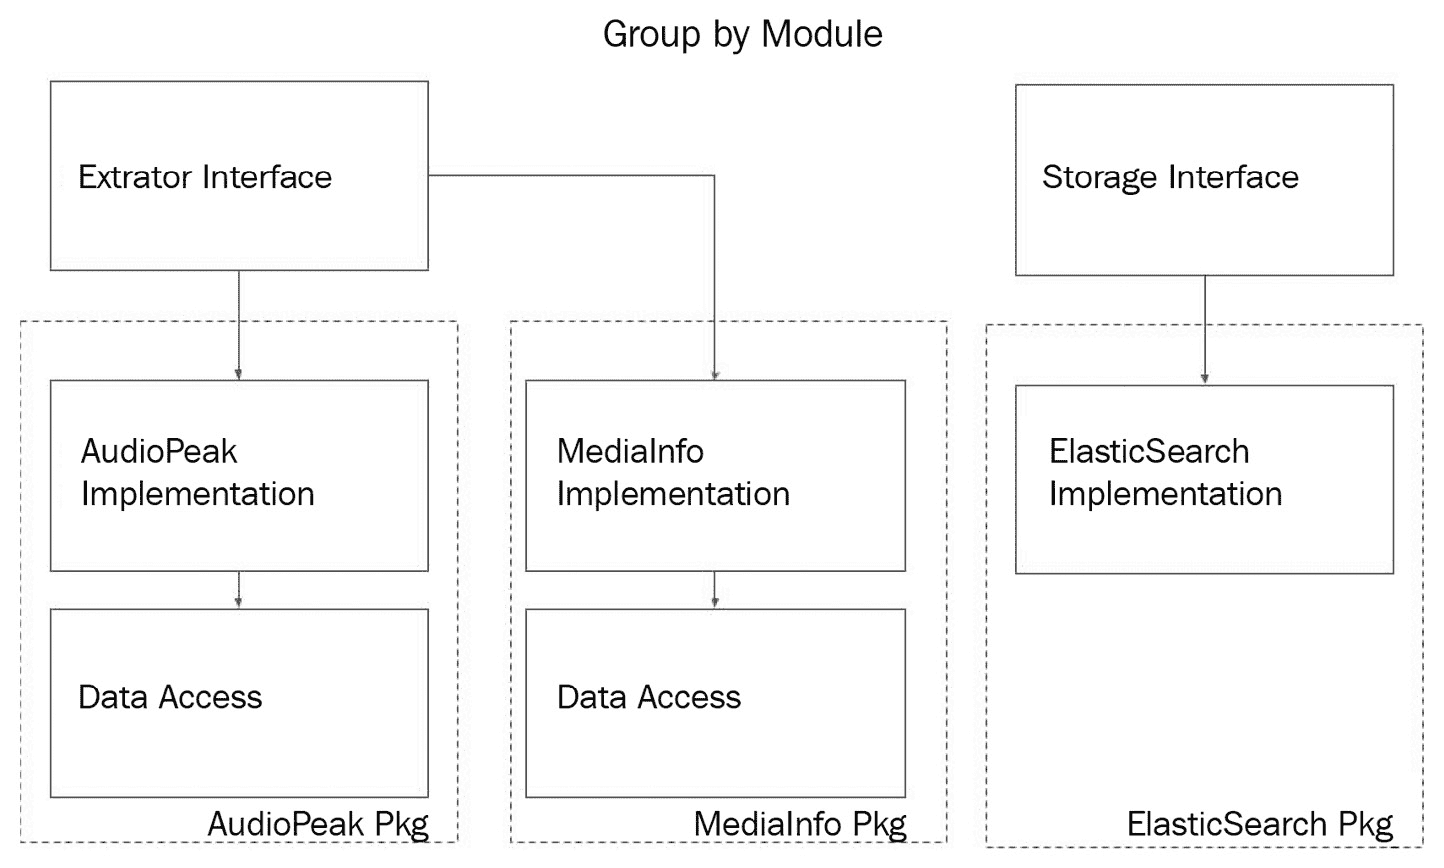 Group by Module
Extrator Interface
Storage Interface
AudioPeak
Implementation
MediaInfo
Implementation
ElasticSearch
Implementation
Data Access
Data Access
AudioPeak Pkg
MediaInfo Pkg
ElasticSearch Pkg